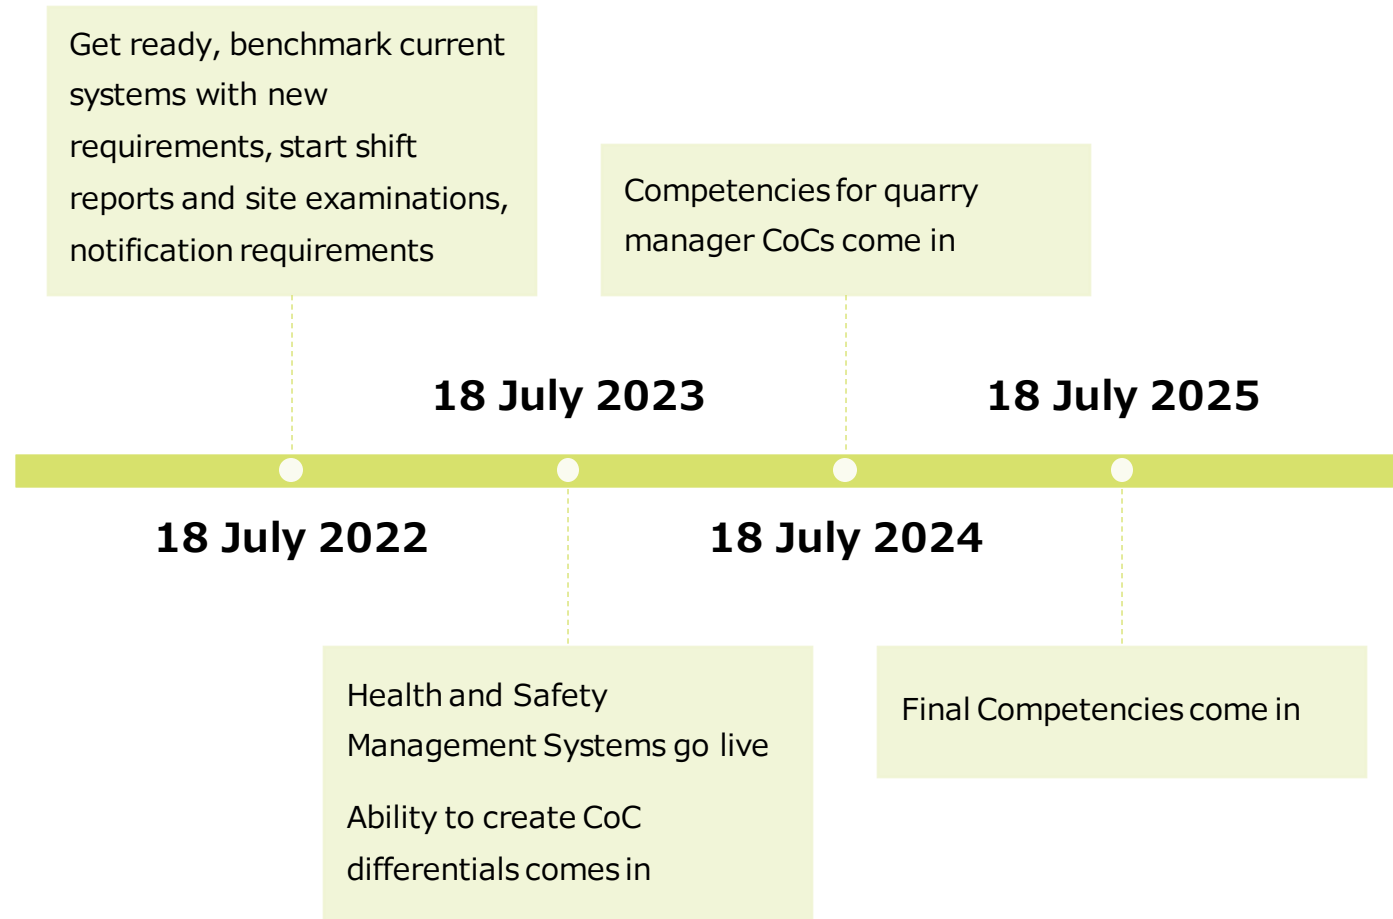 Get ready, benchmark current
systems with new
requirements, start shift
reports and site examinations,
notification requirements
Competencies for quarry
manager CoCs come in
18 July 2023
18 July 2025
18 July 2022
18 July 2024
Health and Safety
Management Systems go live
Ability to create CoC
differentials comes in
Final Competencies come in